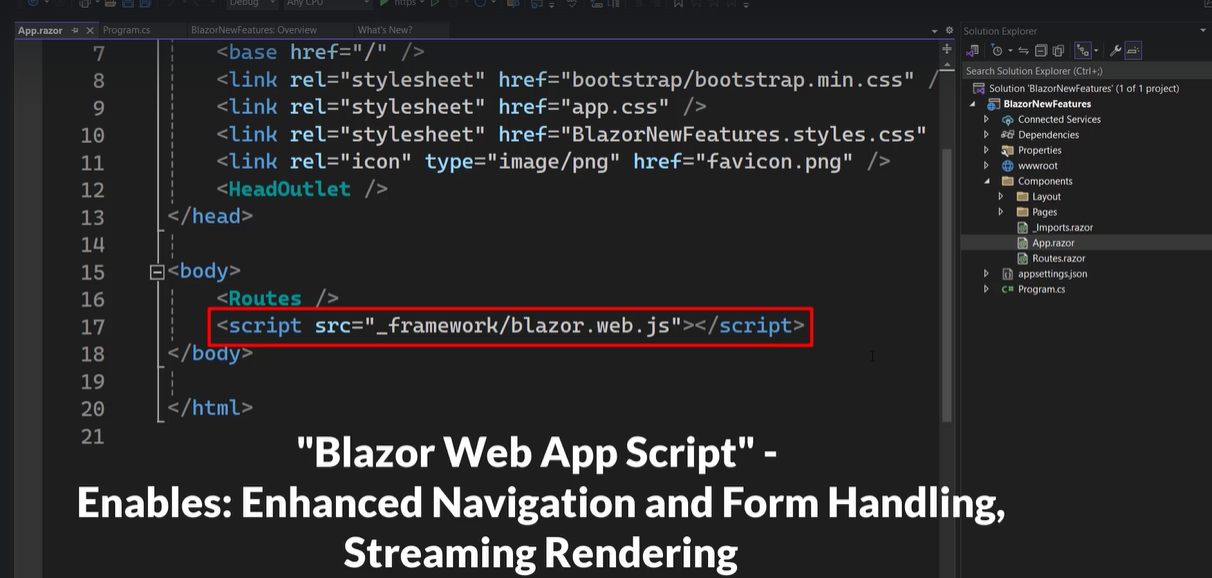 Debug
Any CPU
https
App.razor
Program.cs
BlazorNewFeatures: Overview
What's New?
7 <base href="/" />
8 <link rel="stylesheet" href="bootstrap/bootstrap.min.css" /
9 <link rel="stylesheet" href="app.css" />
10 <link rel="stylesheet" href="BlazorNewFeatures.styles.css"
11 <link rel="icon" type="image/png" href="favicon.png" />
12 <HeadOutlet />
13 </head>
14
15 <body>
16 <Routes />
17 <script src="_framework/blazor.web.js"></script>
18 </body>
19
20 </html>
21
"Blazor Web App Script" -
Enables: Enhanced Navigation and Form Handling,
Streaming Rendering
Solution Explorer
Search Solution Explorer (Ctrl+;)
Solution 'BlazorNewFeatures' (1 of 1 project)
BlazorNewFeatures
Connected Services
Dependencies
Properties
wwwroot
Components
Layout
Pages
_Imports.razor
App.razor
Routes.razor
appsettings.json
C# Program.cs